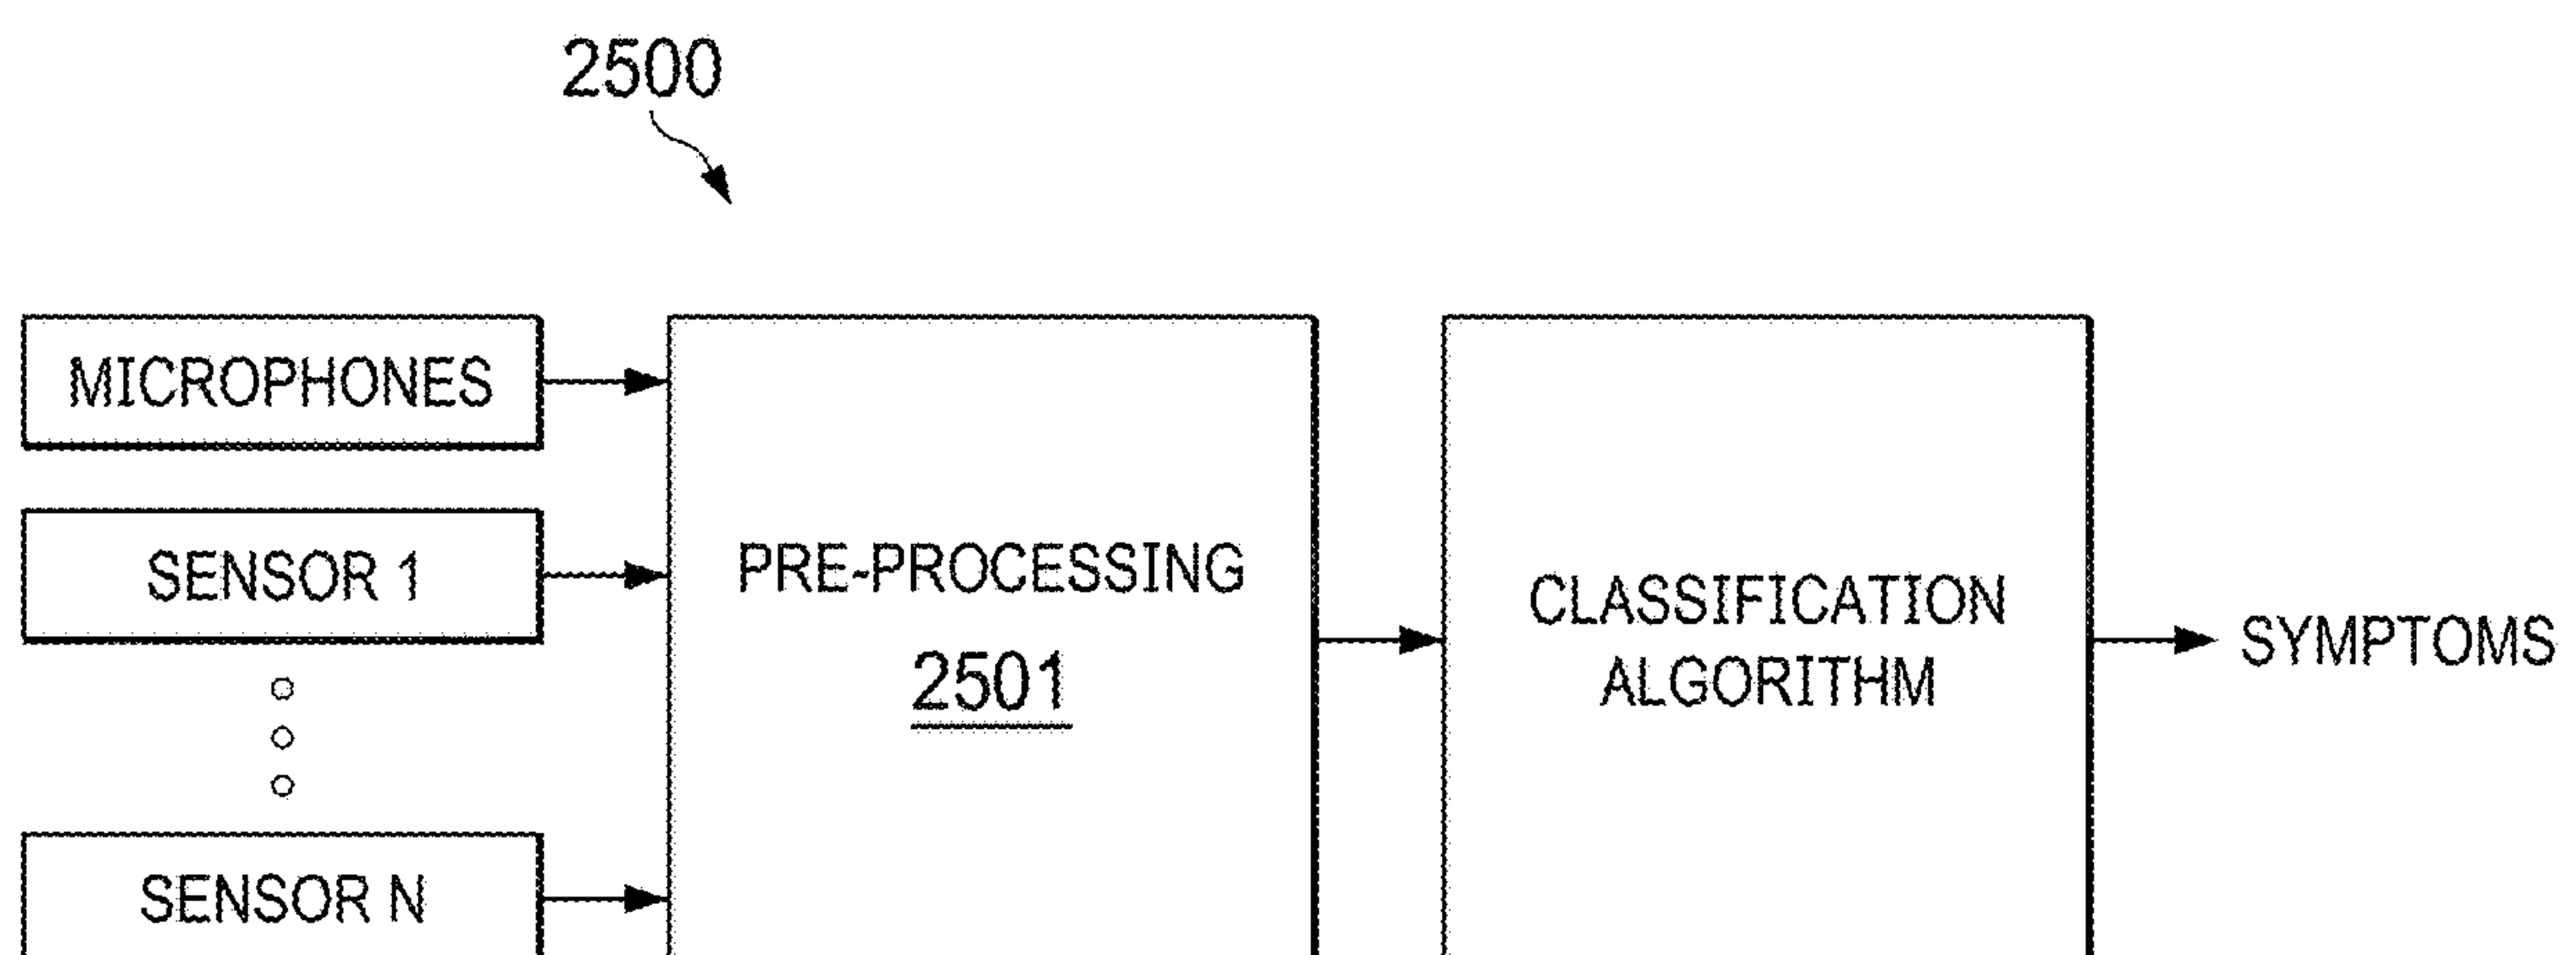 2500
MICROPHONES
SENSOR 1
SENSOR N
PRE-PROCESSING
2501
CLASSIFICATION
ALGORITHM
SYMPTOMS